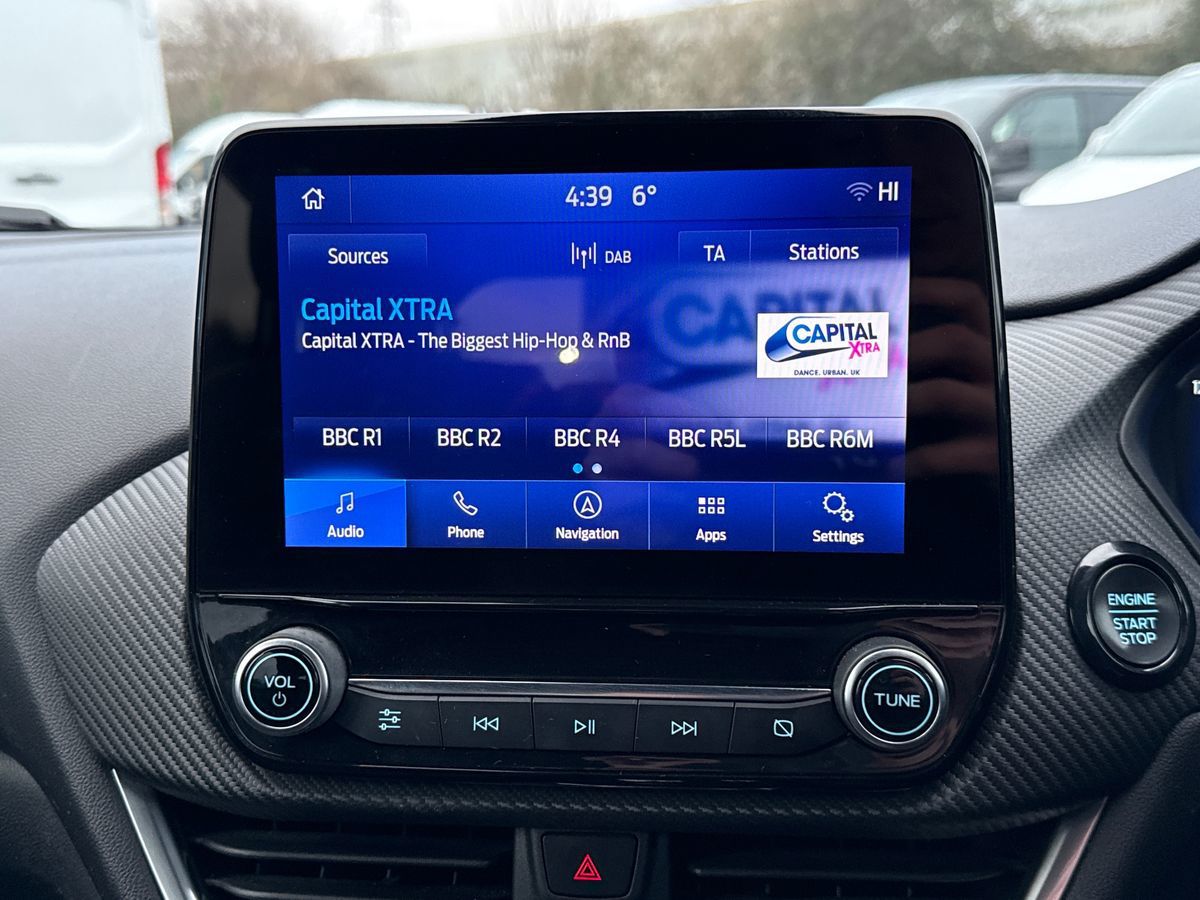 4:39 6° HI
Sources DAB TA Stations
Capital XTRA
Capital XTRA - The Biggest Hip-Hop & RnB
CAPITAL
XTRA
DANCE. URBAN. UK
BBC R1 BBC R2 BBC R4 BBC R5L BBC R6M
Audio Phone Navigation Apps Settings
ENGINE
START
STOP
VOL
TUNE